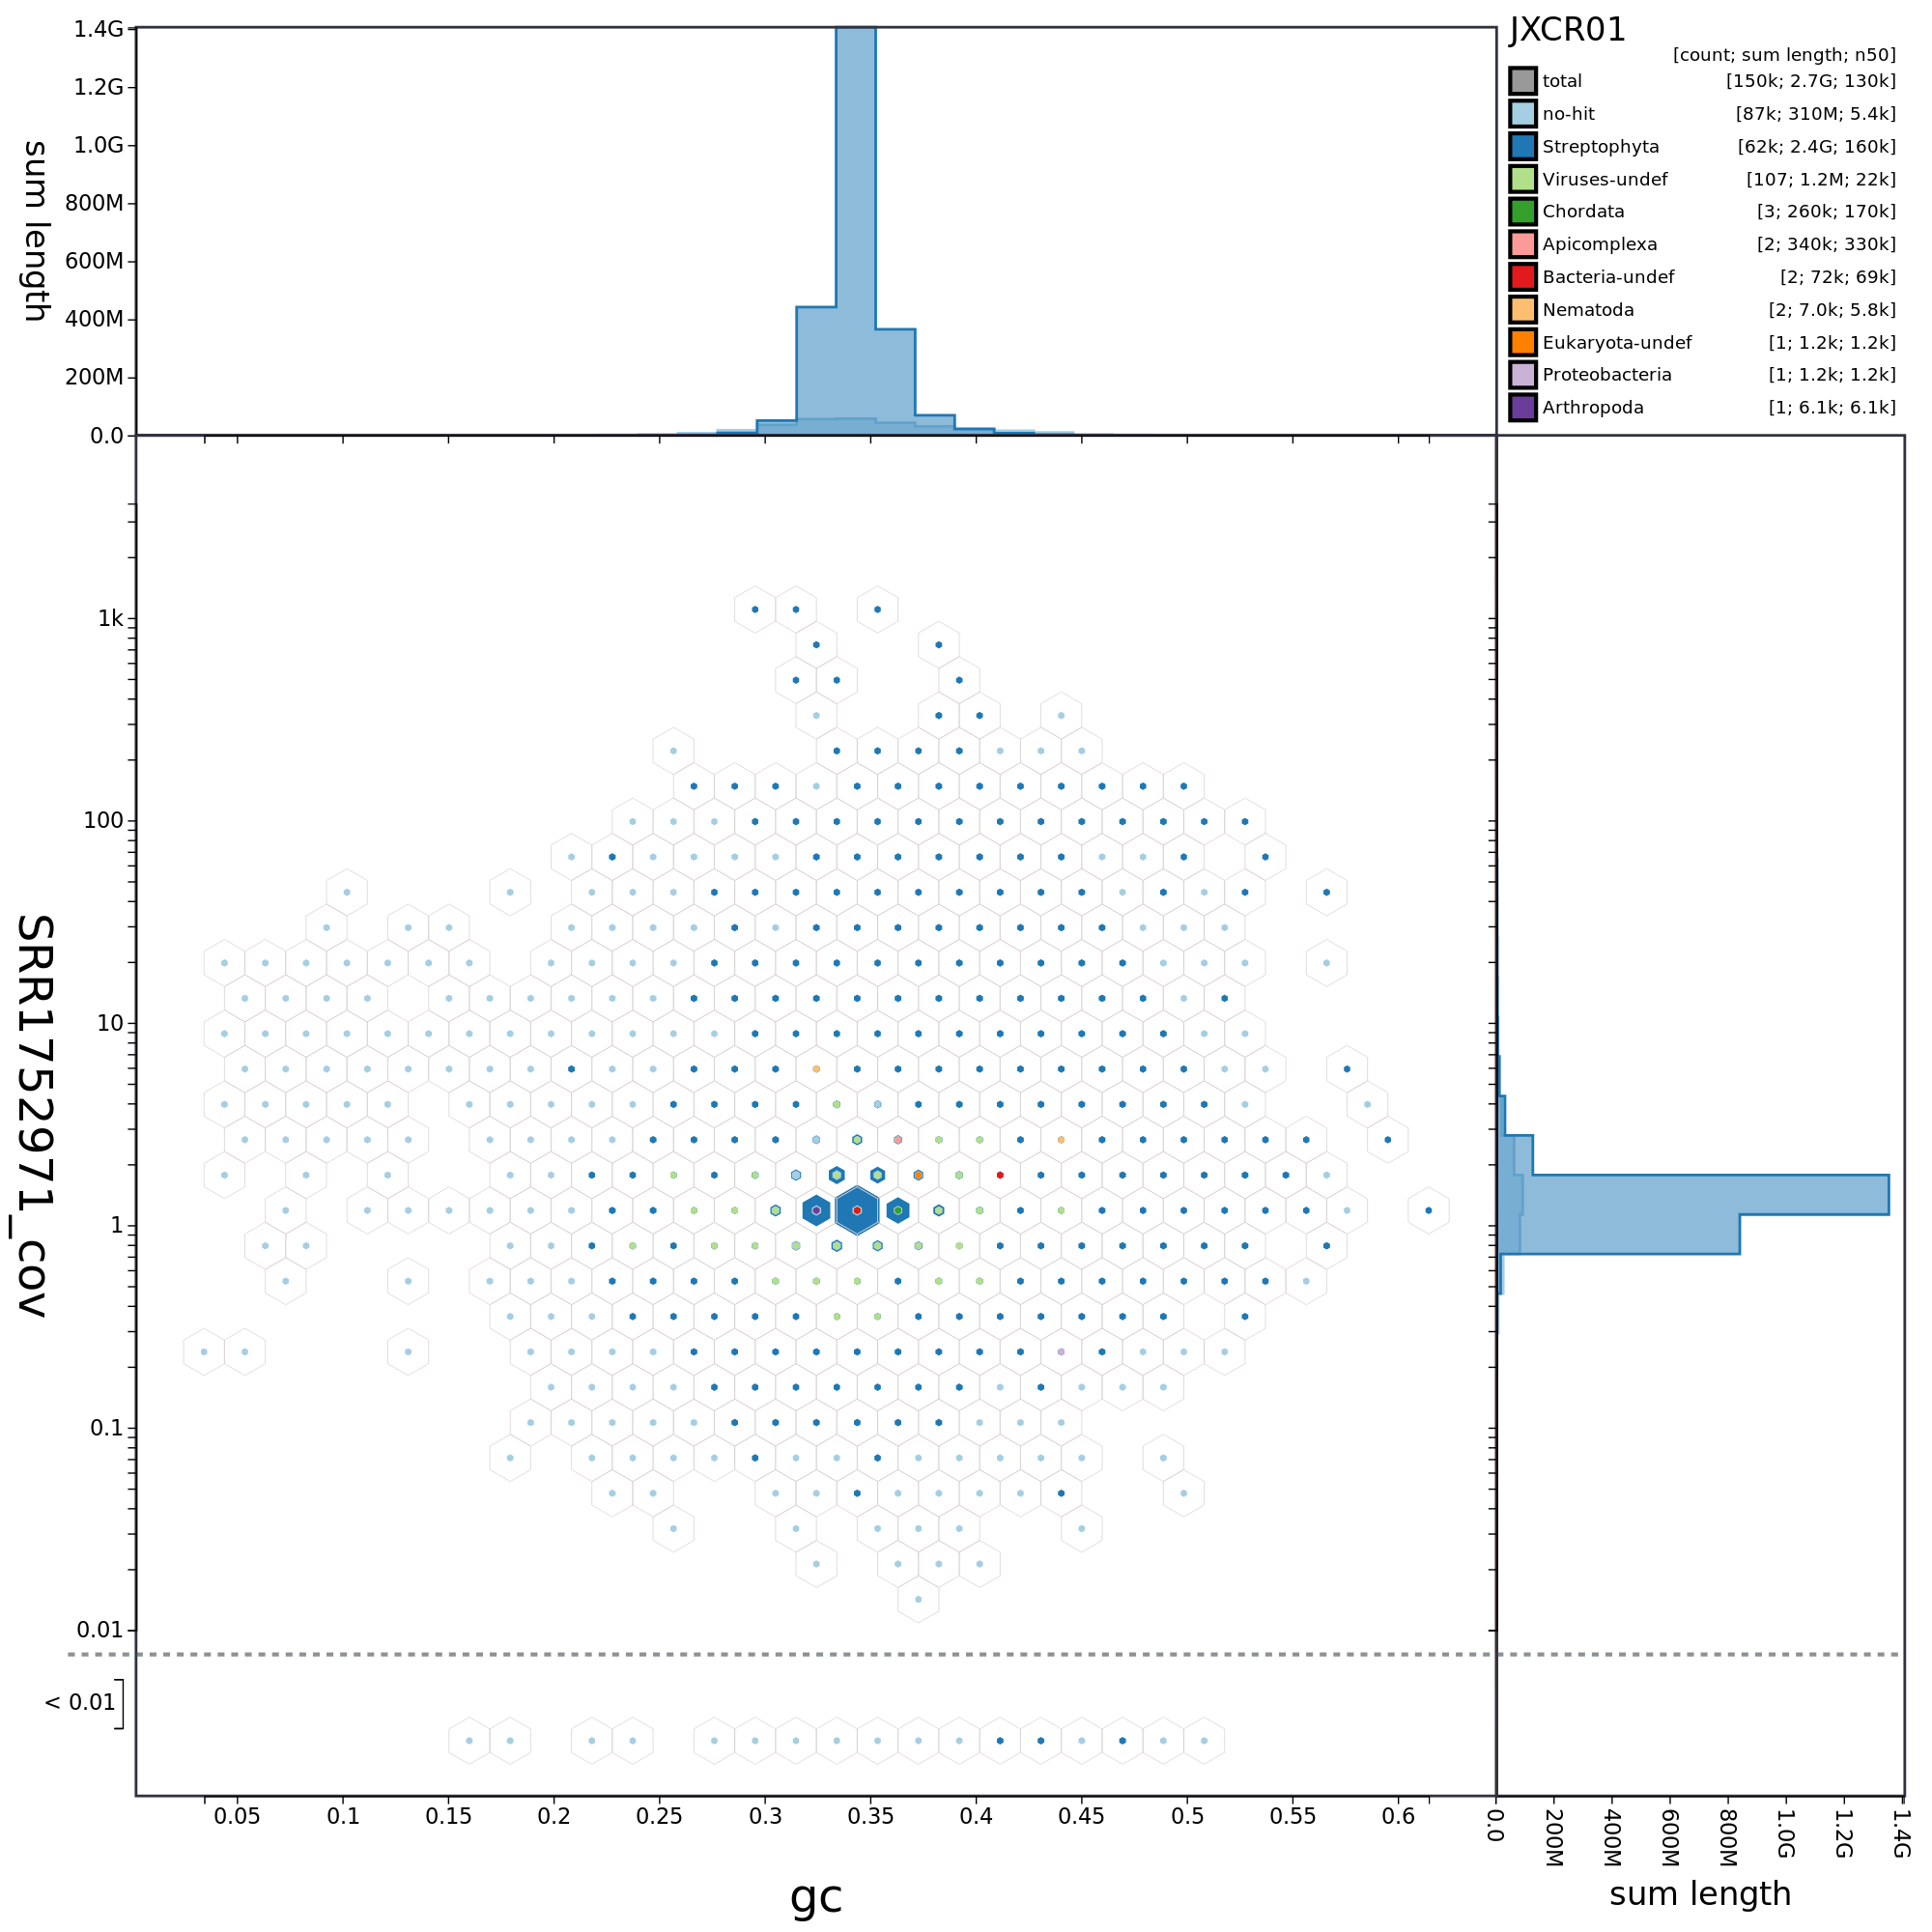 JXCR01
[count; sum length; n50]
total [150k; 2.7G; 130k]
no-hit [87k; 310M; 5.4k]
Streptophyta [62k; 2.4G; 160k]
Viruses-undef [107; 1.2M; 22k]
Chordata [3; 260k; 170k]
Apicomplexa [2; 340k; 330k]
Bacteria-undef [2; 72k; 69k]
Nematoda [2; 7.0k; 5.8k]
Eukaryota-undef [1; 1.2k; 1.2k]
Proteobacteria [1; 1.2k; 1.2k]
Arthropoda [1; 6.1k; 6.1k]
sum length
1.4G
1.2G
1.0G
800M
600M
400M
200M
0.0
SRR1752971_cov
1k
100
10
1
0.1
0.01
< 0.01
0.05 0.1 0.15 0.2 0.25 0.3 0.35 0.4 0.45 0.5 0.55 0.6
gc
0.0 200M 400M 600M 800M 1.0G 1.2G 1.4G
sum length